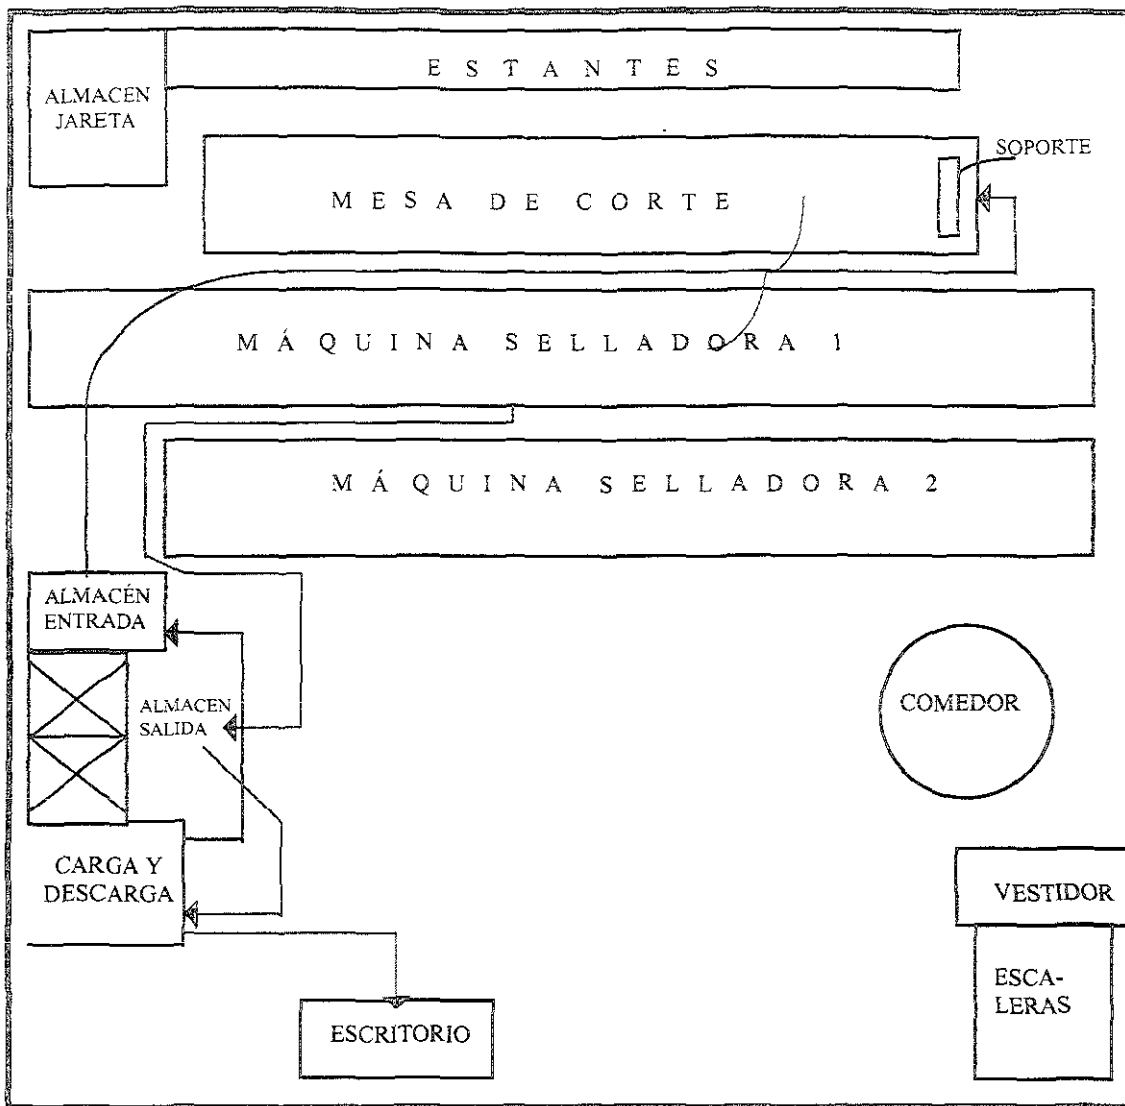 E S T A N T E S
ALMACEN
JARETA
SOPORTE
M E S A D E C O R T E
M Á Q U I N A S E L L A D O R A 1
M Á Q U I N A S E L L A D O R A 2
ALMACÉN
ENTRADA
ALMACEN
SALIDA
COMEDOR
CARGA Y
DESCARGA
VESTIDOR
ESCA-
LERAS
ESCRITORIO